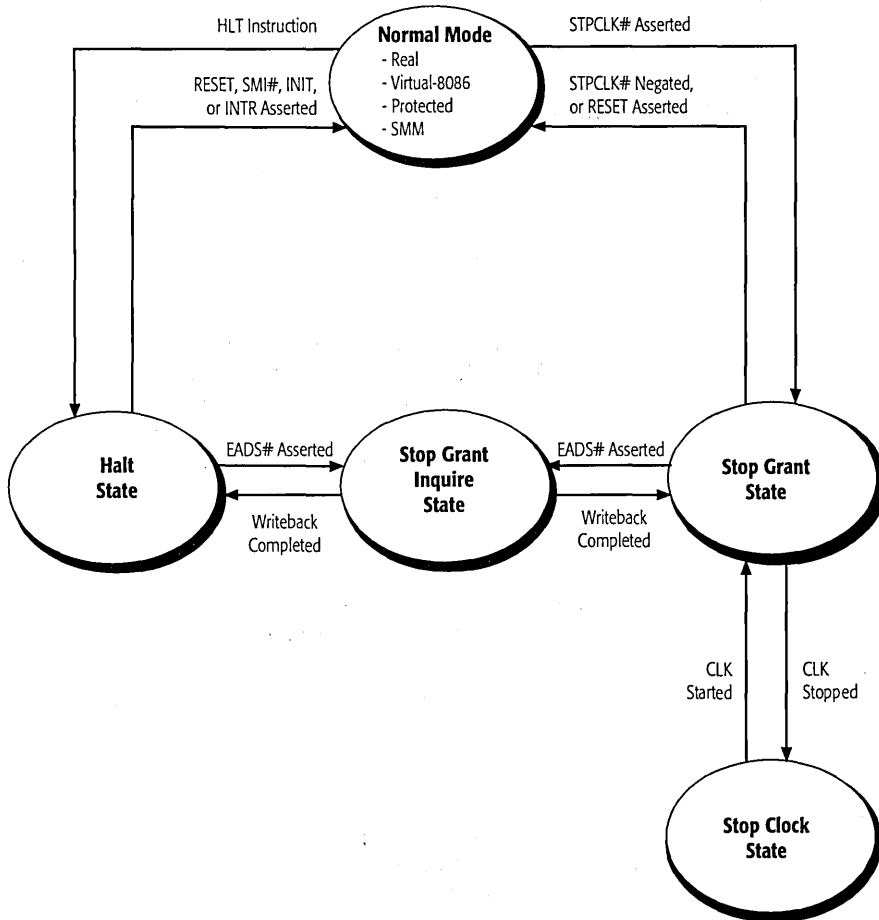 HLT Instruction
Normal Mode
- Real
- Virtual-8086
- Protected
- SMM
STPCLK# Asserted
RESET, SMI#, INIT,
or INTR Asserted
STPCLK# Negated,
or RESET Asserted
Halt
State
EADS# Asserted
Writeback
Completed
Stop Grant
Inquire
State
EADS# Asserted
Writeback
Completed
Stop Grant
State
CLK
Started
CLK
Stopped
Stop Clock
State